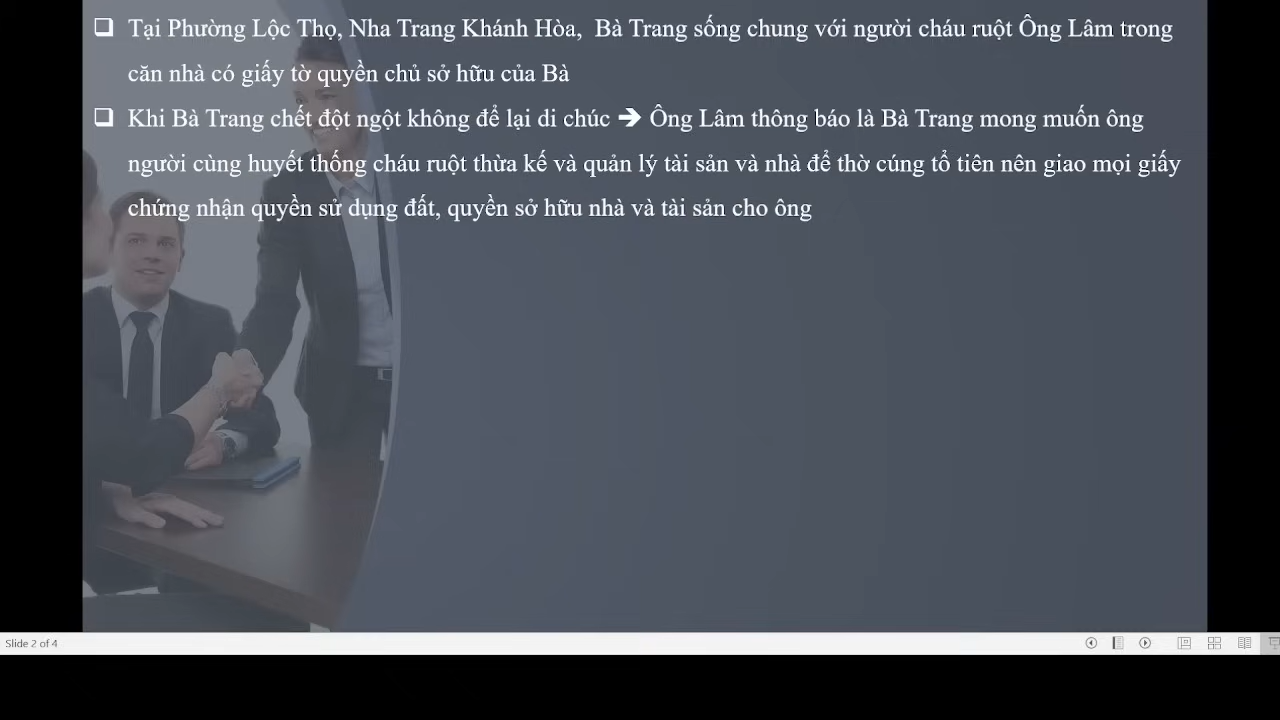 ❑ Tại Phường Lộc Thọ, Nha Trang Khánh Hòa, Bà Trang sống chung với người cháu ruột Ông Lâm trong
căn nhà có giấy tờ quyền chủ sở hữu của Bà
❑ Khi Bà Trang chết đột ngột không để lại di chúc ➔ Ông Lâm thông báo là Bà Trang mong muốn ông
người cùng huyết thống cháu ruột thừa kế và quản lý tài sản và nhà để thờ cúng tổ tiên nên giao mọi giấy
chứng nhận quyền sử dụng đất, quyền sở hữu nhà và tài sản cho ông
Slide 2 of 4